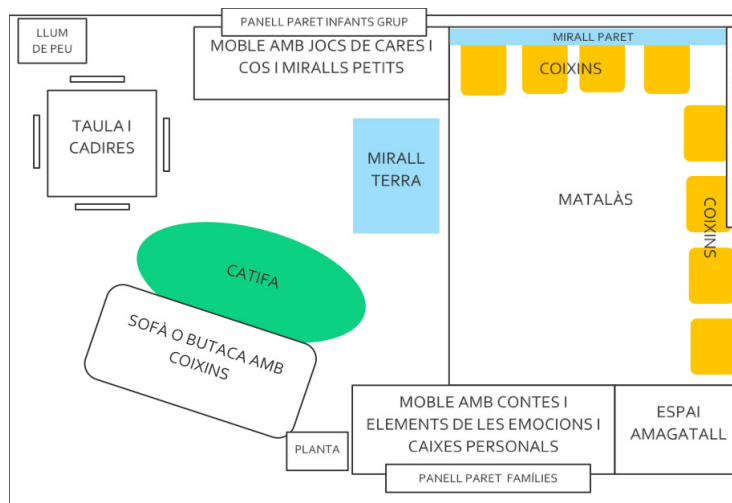 PANELL PARET INFANTS GRUP
LLUM
DE PEU
MOBLE AMB JOCS DE CARES I
COS I MIRALLS PETITS
MIRALL PARET
COIXINS
TAULA I
CADIRES
MIRALL
TERRA
MATALÀS
COIXINS
CATIFA
SOFÀ O BUTACA AMB
COIXINS
MOBLE AMB CONTES I
ELEMENTS DE LES EMOCIONS I
CAIXES PERSONALS
ESPAI
AMAGATALL
PLANTA
PANELL PARET FAMÍLIES